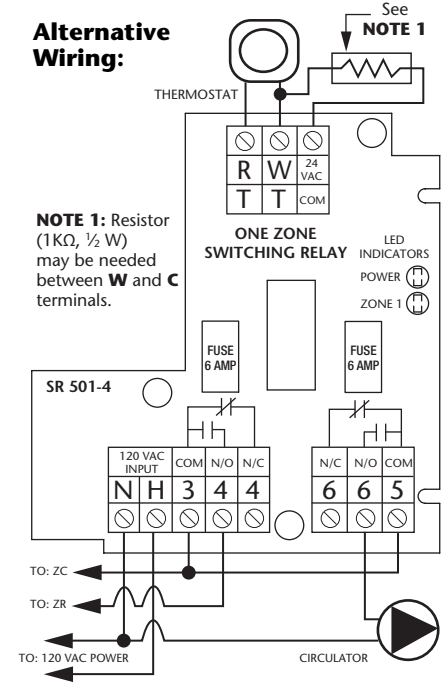 Alternative
Wiring:
See
NOTE 1
THERMOSTAT
R W 24
VAC
T T COM
NOTE 1: Resistor
(1KΩ, ½ W)
may be needed
between W and C
terminals.
ONE ZONE
SWITCHING RELAY
LED
INDICATORS
POWER
ZONE 1
FUSE
6 AMP
FUSE
6 AMP
SR 501-4
120 VAC
INPUT
COM N/O N/C
N H 3 4 4
N/C N/O COM
6 6 5
TO: ZC
TO: ZR
TO: 120 VAC POWER
CIRCULATOR